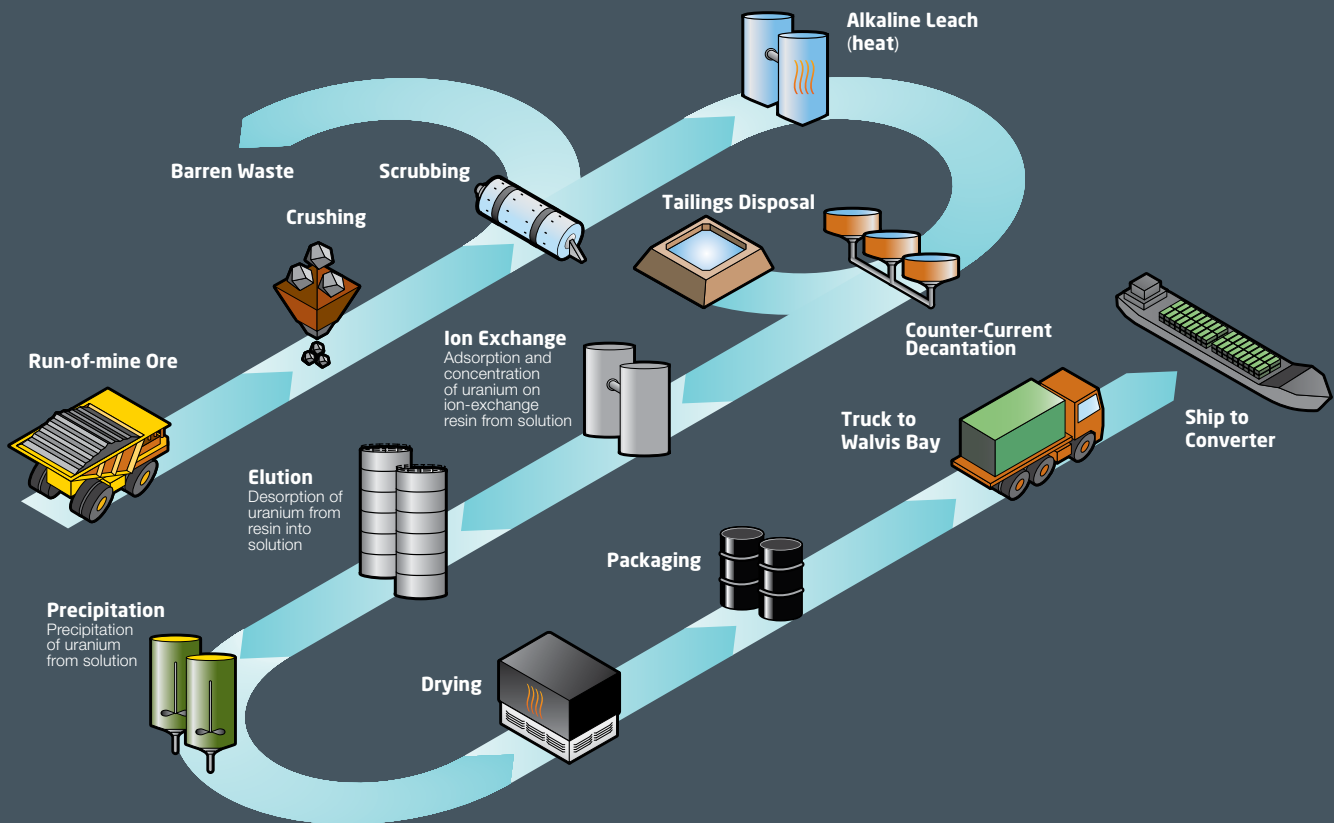 Alkaline Leach
(heat)
Barren Waste
Scrubbing
Crushing
Tailings Disposal
Run-of-mine Ore
Ion Exchange
Adsorption and
concentration
of uranium on
ion-exchange
resin from solution
Counter-Current
Decantation
Truck to
Walvis Bay
Ship to
Converter
Elution
Desorption of
uranium from
resin into
solution
Packaging
Precipitation
Precipitation
of uranium
from solution
Drying